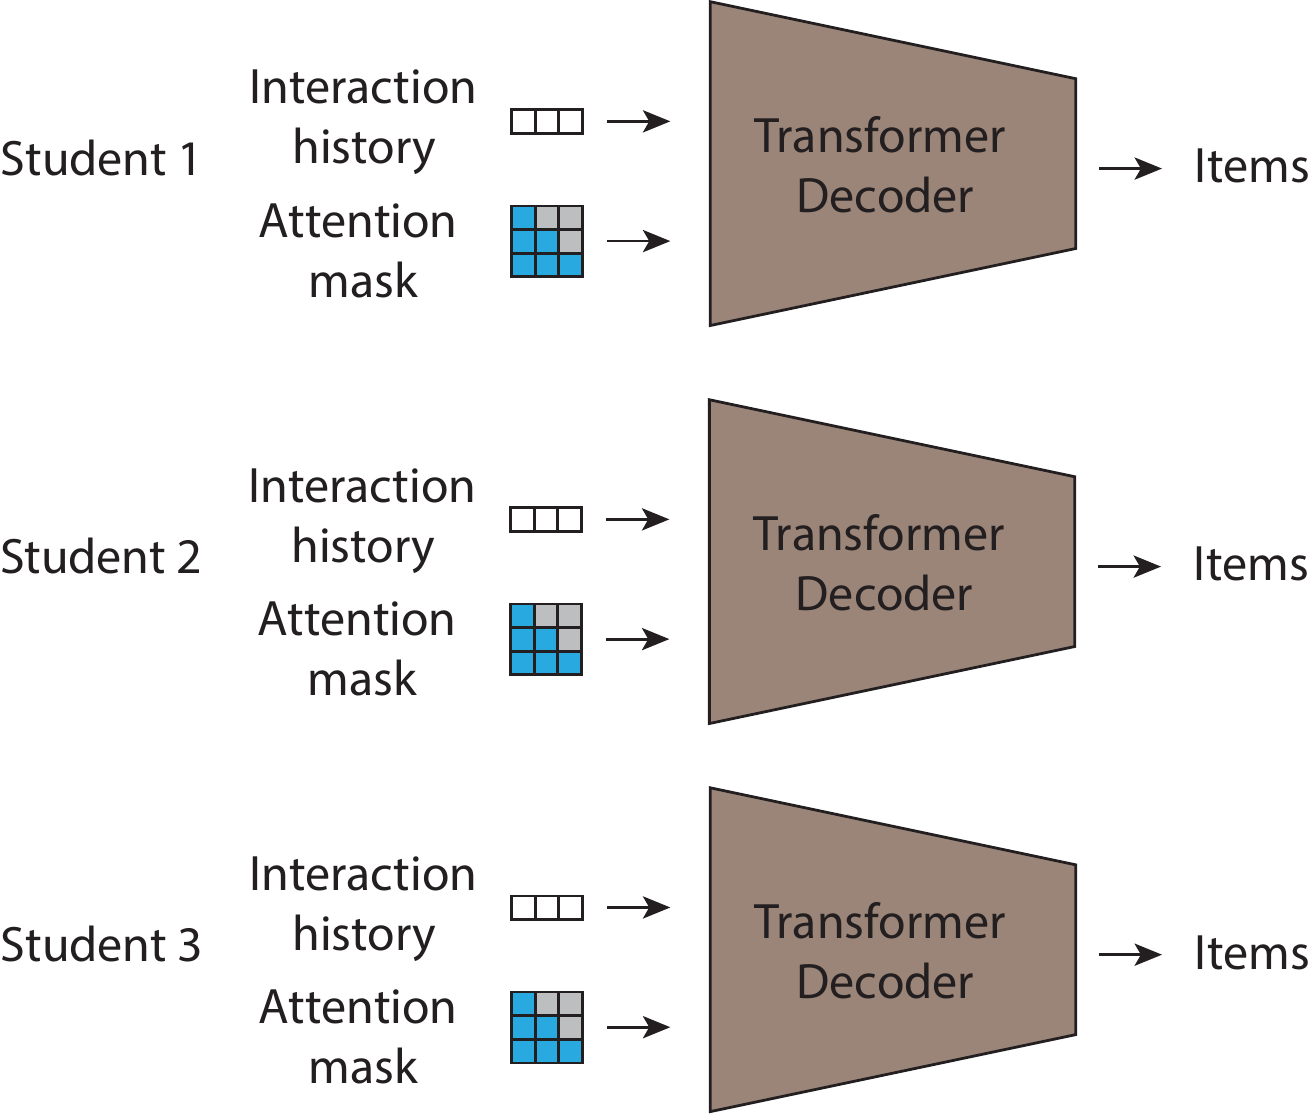 Student 1
Interaction
history
Attention
mask
Transformer
Decoder
Items
Student 2
Interaction
history
Attention
mask
Transformer
Decoder
Items
Student 3
Interaction
history
Attention
mask
Transformer
Decoder
Items